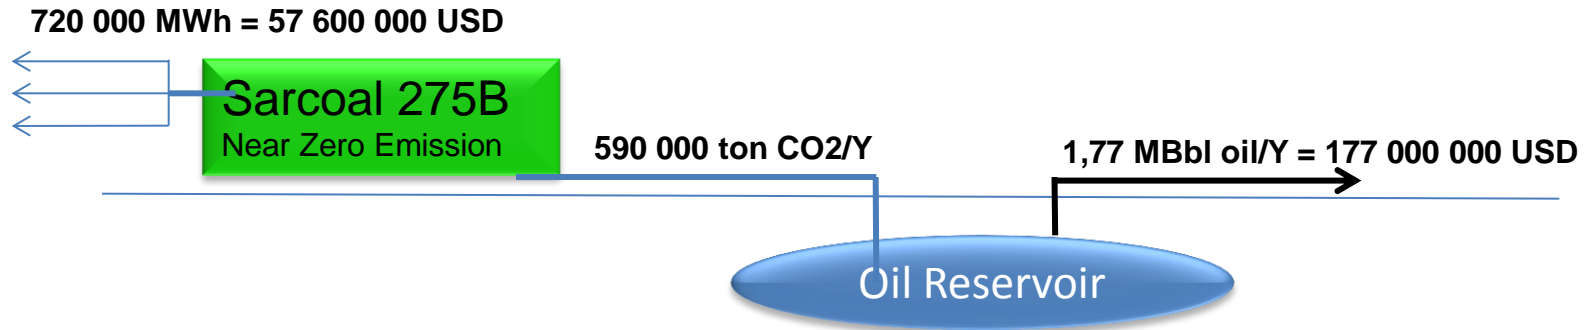 720 000 MWh = 57 600 000 USD
Sarcoal 275B
Near Zero Emission
590 000 ton CO2/Y
1,77 MBbl oil/Y = 177 000 000 USD
Oil Reservoir